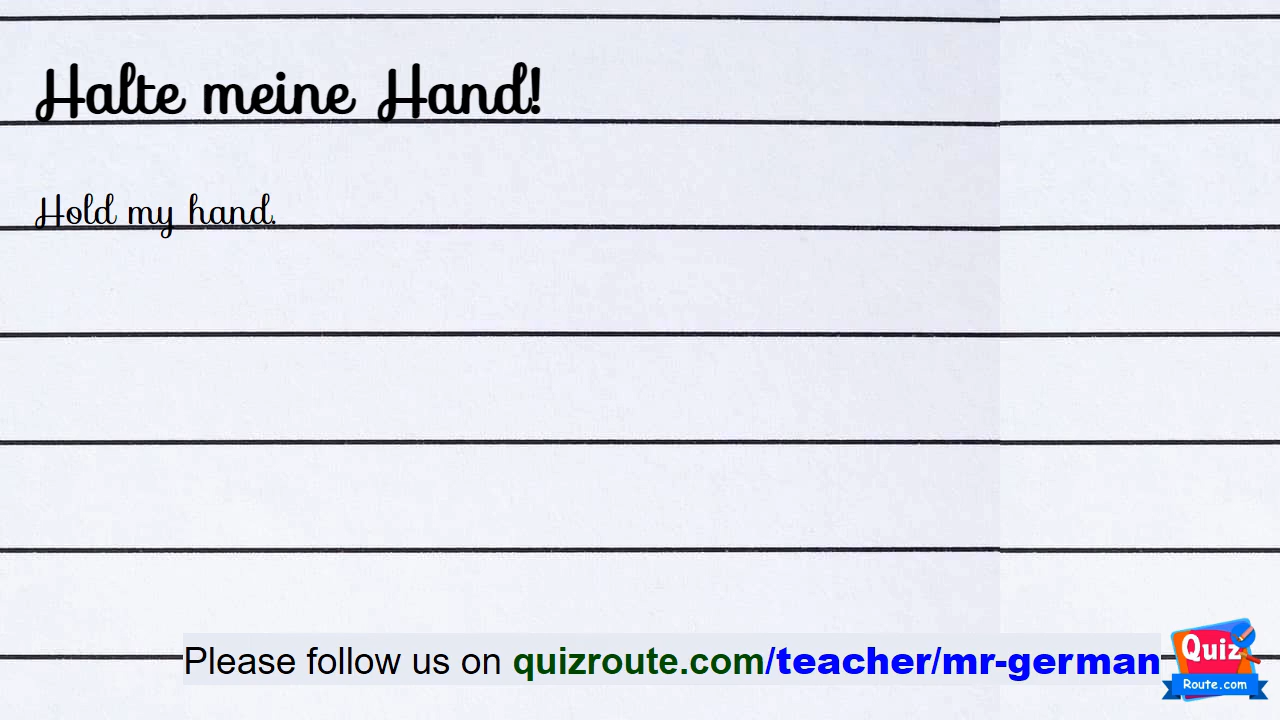 Halte meine Hand!
Hold my hand.
Please follow us on quizroute.com/teacher/mr-german
Quiz
Route.com